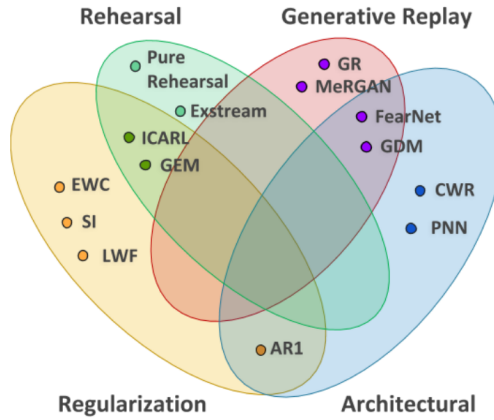 Rehearsal
Generative Replay
Pure
Rehearsal
GR
MeRGAN
Exstream
FearNet
ICARL
GDM
GEM
EWC
CWR
SI
PNN
LWF
AR1
Regularization
Architectural